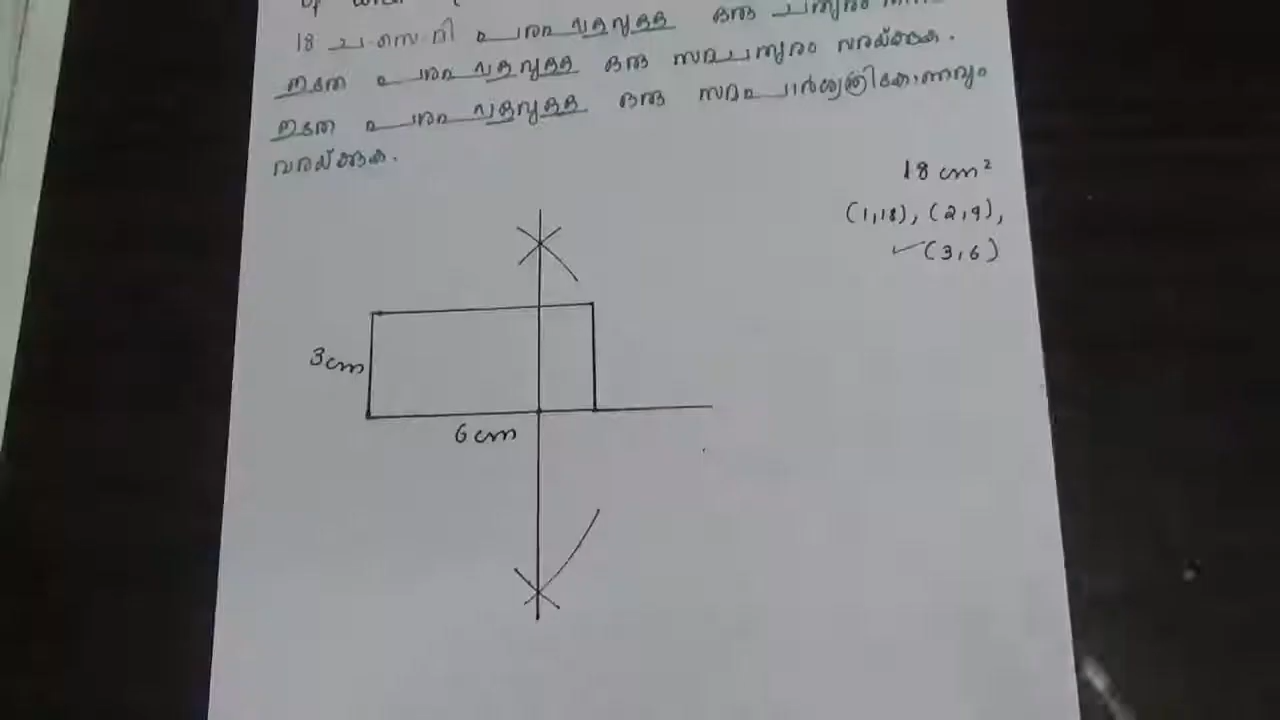 18 ച.സെ.മി പരപ്പളവുള്ള ഒരു ചതുരം
ഇതേ പരപ്പളവുള്ള ഒരു സമചതുരം വരയ്ക്കുക.
ഇതേ പരപ്പളവുള്ള ഒരു സമപാർശ്വത്രികോണവും
വരയ്ക്കുക.
18 cm²
(1,18), (2,9),
✓(3,6)
3cm
6cm